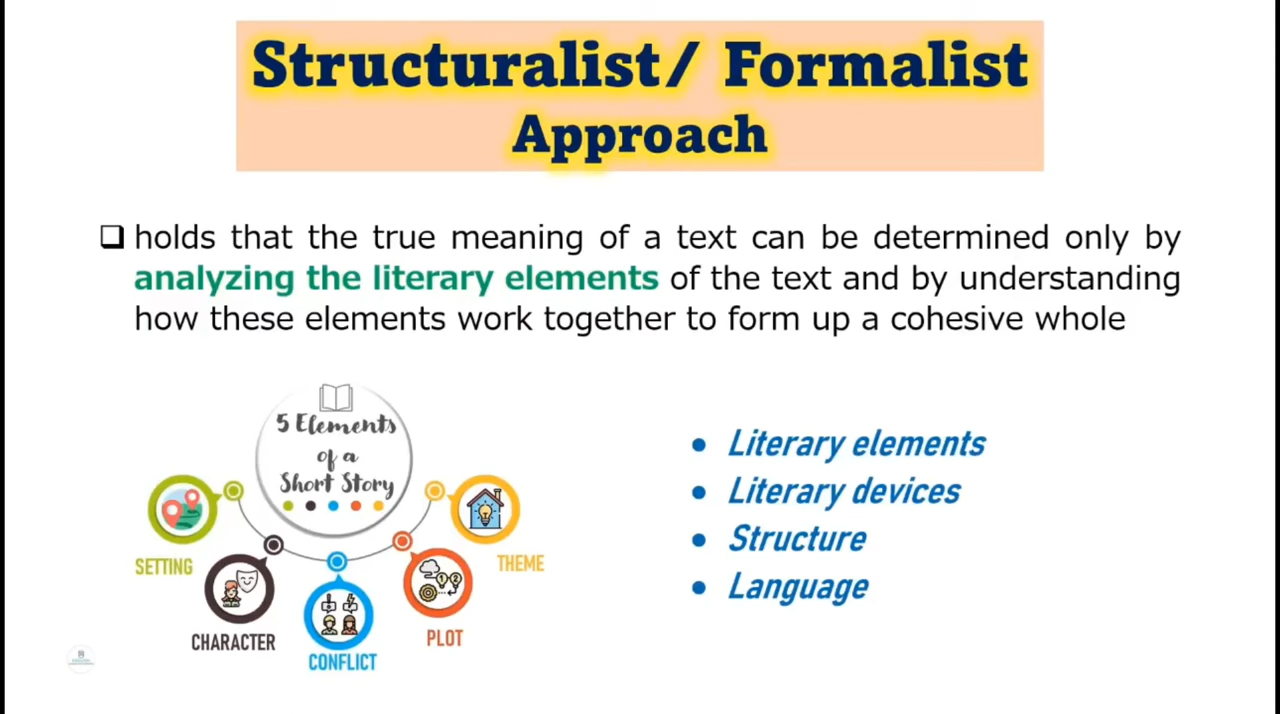 Structuralist/ Formalist
Approach
holds that the true meaning of a text can be determined only by
analyzing the literary elements of the text and by understanding
how these elements work together to form up a cohesive whole
5 Elements
of a
Short Story
SETTING
CHARACTER
CONFLICT
PLOT
THEME
1 2
• Literary elements
• Literary devices
• Structure
• Language